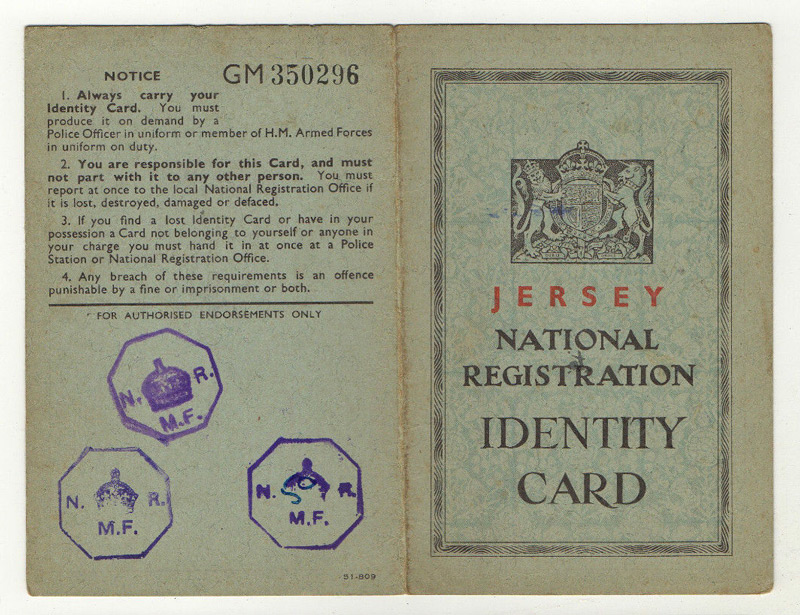 NOTICE
GM 350296
1. Always carry your
Identity Card. You must
produce it on demand by a
Police Officer in uniform or member of H.M. Armed Forces
in uniform on duty.
2. You are responsible for this Card, and must
not part with it to any other person. You must
report at once to the local National Registration Office if
it is lost, destroyed, damaged or defaced.
3. If you find a lost Identity Card or have in your
possession a Card not belonging to yourself or anyone in
your charge you must hand it in at once at a Police
Station or National Registration Office.
4. Any breach of these requirements is an offence
punishable by a fine or imprisonment or both.
FOR AUTHORISED ENDORSEMENTS ONLY
N. R.
M.F.
N. R.
M.F.
N. R.
50
M.F.
51-809
JERSEY
NATIONAL
REGISTRATION
IDENTITY
CARD